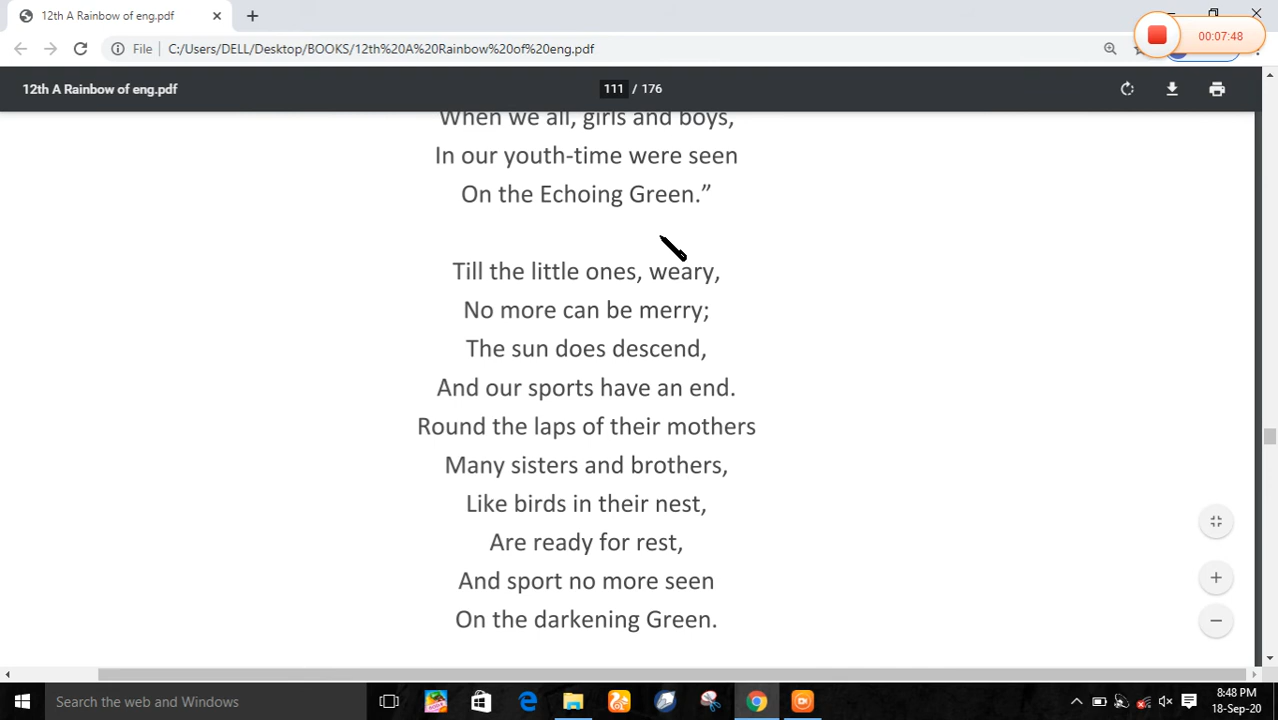 12th A Rainbow of eng.pdf
00:07:48
File
C:/Users/DELL/Desktop/BOOKS/12th%20A%20Rainbow%20of%20eng.pdf
12th A Rainbow of eng.pdf
111 / 176
When we all, girls and boys,
In our youth-time were seen
On the Echoing Green.”
Till the little ones, weary,
No more can be merry;
The sun does descend,
And our sports have an end.
Round the laps of their mothers
Many sisters and brothers,
Like birds in their nest,
Are ready for rest,
And sport no more seen
On the darkening Green.
Search the web and Windows
8:48 PM
18-Sep-20